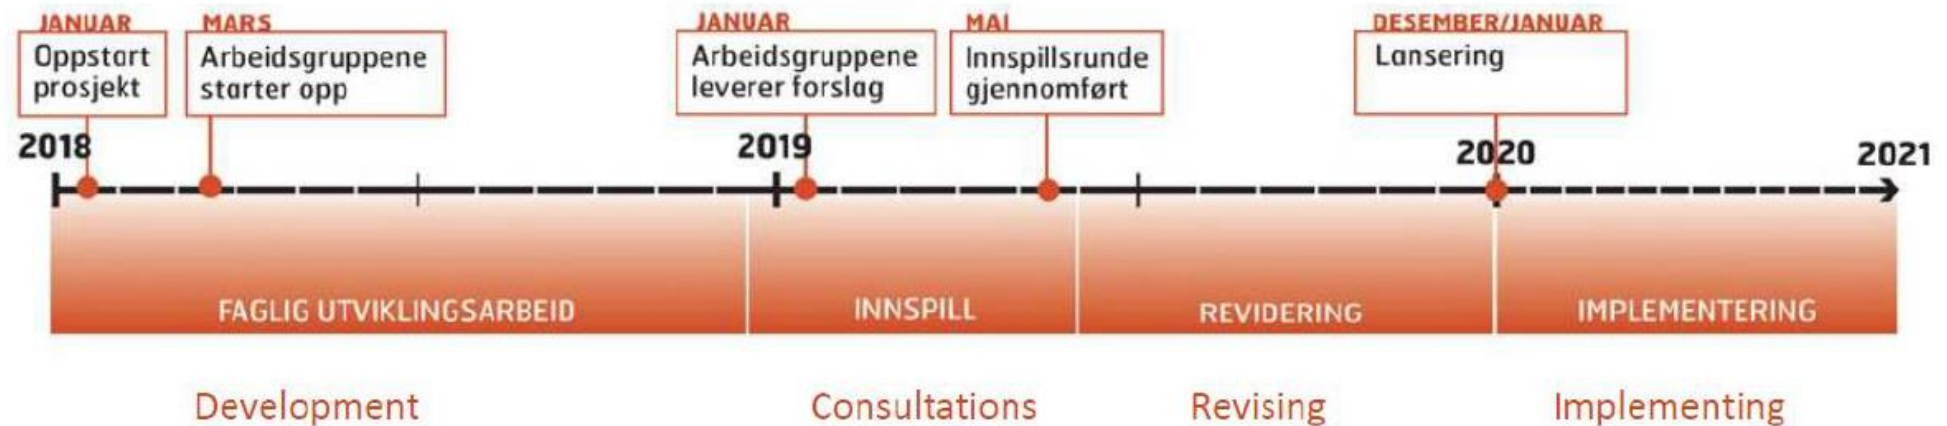 JANUAR
Oppstart
prosjekt
MARS
Arbeidsgruppene
starter opp
JANUAR
Arbeidsgruppene
leverer forslag
MAI
Innspillsrunde
gjennomført
DESEMBER/JANUAR
Lansering
2018
2019
2020
2021
FAGLIG UTVIKLINGSARBEID
INNSPILL
REVIDERING
IMPLEMENTERING
Development
Consultations
Revising
Implementing